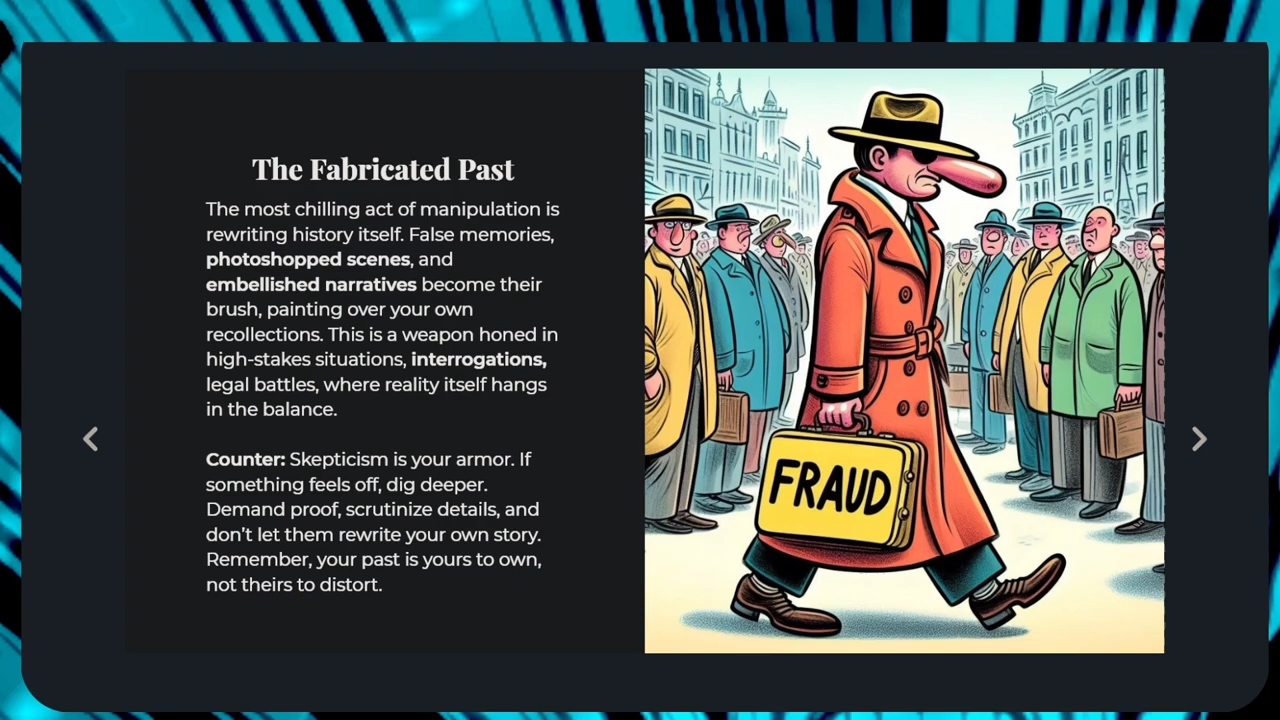 The Fabricated Past
The most chilling act of manipulation is
rewriting history itself. False memories,
photoshopped scenes, and
embellished narratives become their
brush, painting over your own
recollections. This is a weapon honed in
high-stakes situations, interrogations,
legal battles, where reality itself hangs
in the balance.
Counter: Skepticism is your armor. If
something feels off, dig deeper.
Demand proof, scrutinize details, and
don’t let them rewrite your own story.
Remember, your past is yours to own,
not theirs to distort.
FRAUD